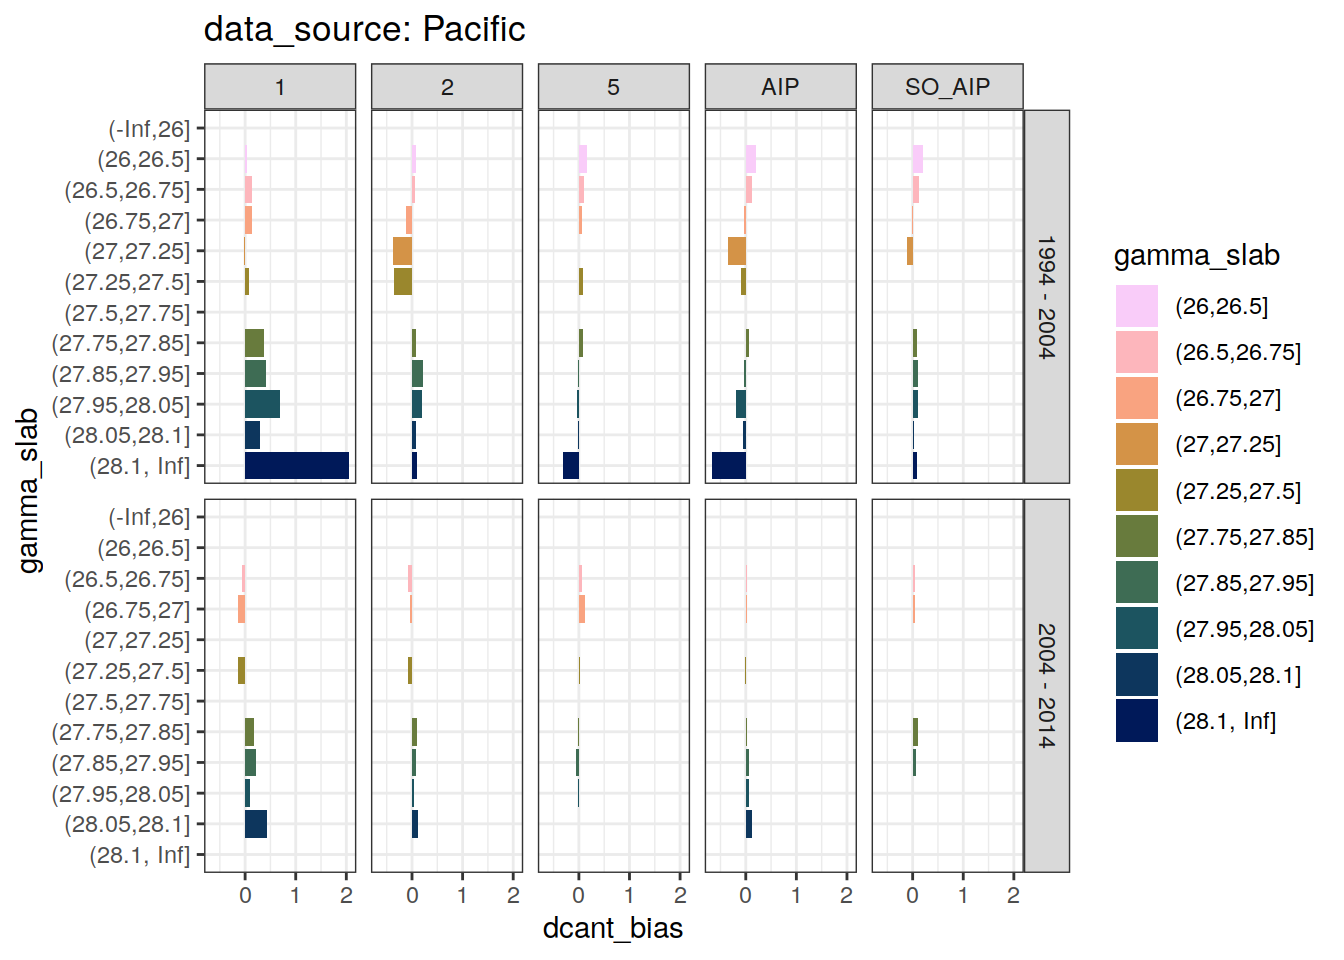 data_source: Pacific
1 2 5 AIP SO_AIP
(-Inf,26]
(26,26.5]
(26.5,26.75]
(26.75,27]
(27,27.25]
(27.25,27.5]
(27.5,27.75]
(27.75,27.85]
(27.85,27.95]
(27.95,28.05]
(28.05,28.1]
(28.1, Inf]
1994 - 2004
(-Inf,26]
(26,26.5]
(26.5,26.75]
(26.75,27]
(27,27.25]
(27.25,27.5]
(27.5,27.75]
(27.75,27.85]
(27.85,27.95]
(27.95,28.05]
(28.05,28.1]
(28.1, Inf]
2004 - 2014
gamma_slab
0 1 2 0 1 2 0 1 2 0 1 2 0 1 2
dcant_bias
gamma_slab
(26,26.5]
(26.5,26.75]
(26.75,27]
(27,27.25]
(27.25,27.5]
(27.75,27.85]
(27.85,27.95]
(27.95,28.05]
(28.05,28.1]
(28.1, Inf]